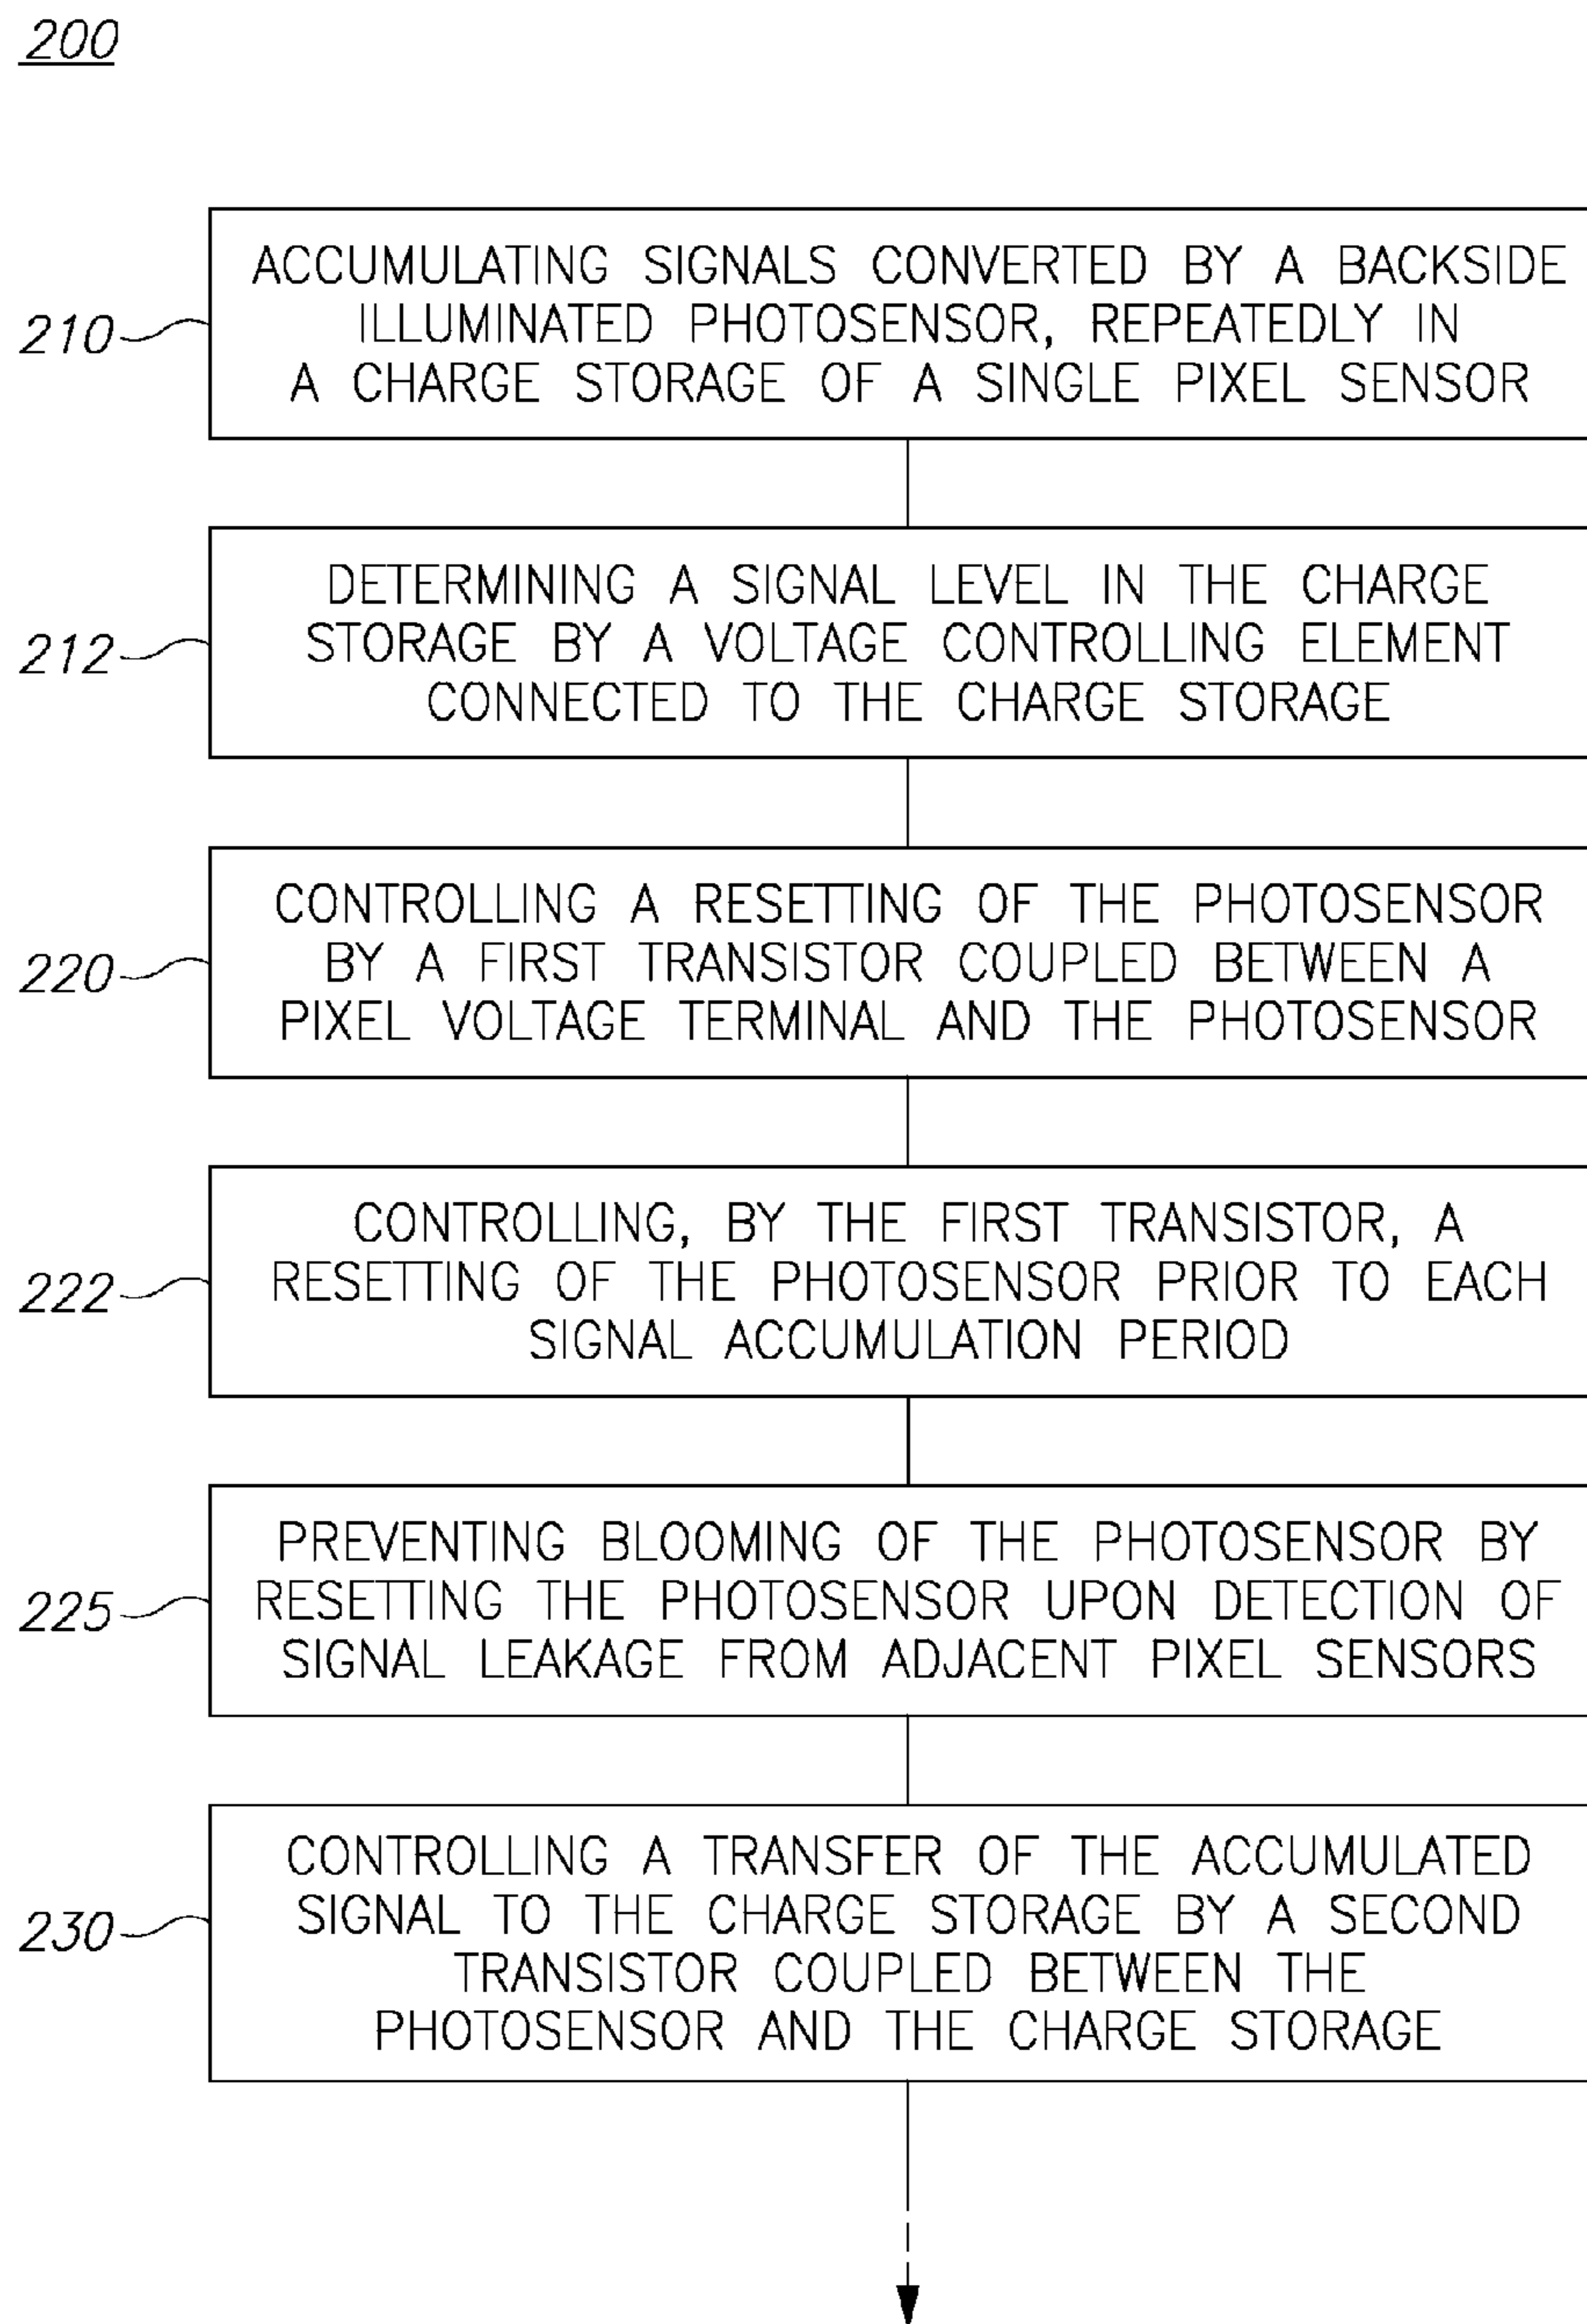 200
210
ACCUMULATING SIGNALS CONVERTED BY A BACKSIDE
ILLUMINATED PHOTOSENSOR, REPEATEDLY IN
A CHARGE STORAGE OF A SINGLE PIXEL SENSOR
212
DETERMINING A SIGNAL LEVEL IN THE CHARGE
STORAGE BY A VOLTAGE CONTROLLING ELEMENT
CONNECTED TO THE CHARGE STORAGE
220
CONTROLLING A RESETTING OF THE PHOTOSENSOR
BY A FIRST TRANSISTOR COUPLED BETWEEN A
PIXEL VOLTAGE TERMINAL AND THE PHOTOSENSOR
222
CONTROLLING, BY THE FIRST TRANSISTOR, A
RESETTING OF THE PHOTOSENSOR PRIOR TO EACH
SIGNAL ACCUMULATION PERIOD
225
PREVENTING BLOOMING OF THE PHOTOSENSOR BY
RESETTING THE PHOTOSENSOR UPON DETECTION OF
SIGNAL LEAKAGE FROM ADJACENT PIXEL SENSORS
230
CONTROLLING A TRANSFER OF THE ACCUMULATED
SIGNAL TO THE CHARGE STORAGE BY A SECOND
TRANSISTOR COUPLED BETWEEN THE
PHOTOSENSOR AND THE CHARGE STORAGE